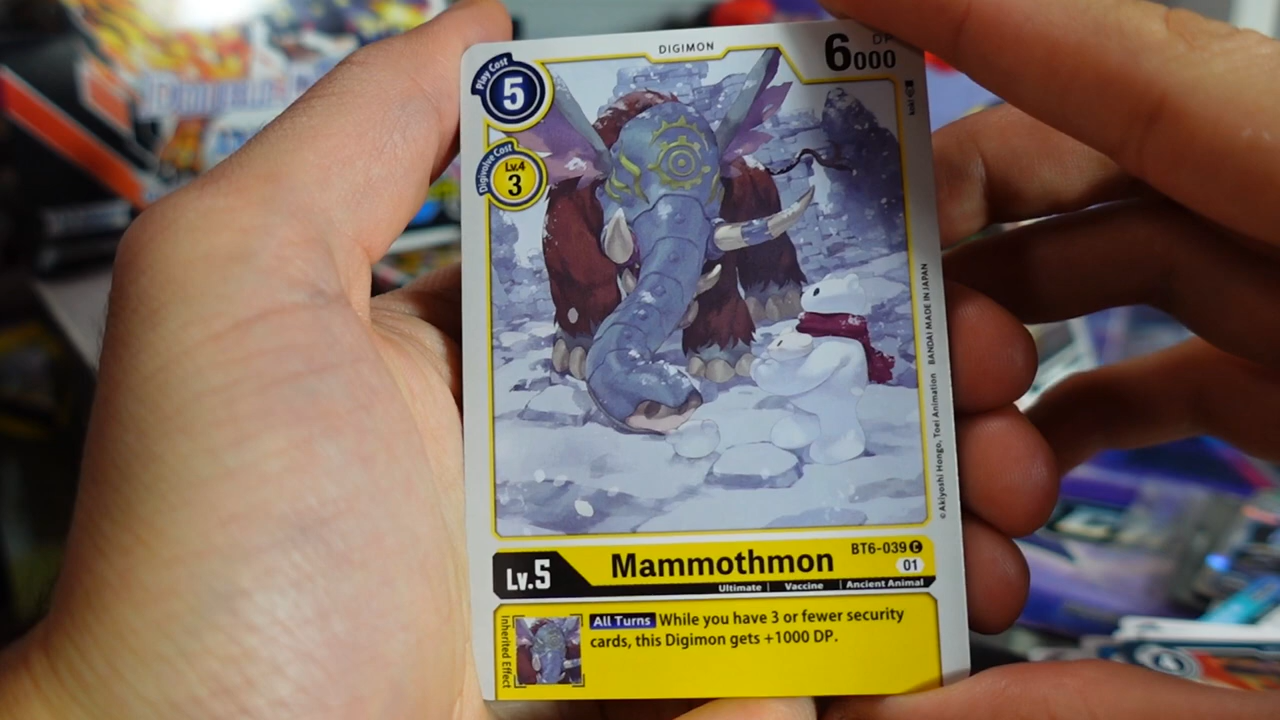 DIGIMON
DP
6000
Play Cost
5
Digivolve Cost
Lv.4
3
©Akiyoshi Hongo, Toei Animation BANDAI MADE IN JAPAN
Lv.5
Mammothmon
BT6-039 C
01
Ultimate | Vaccine | Ancient Animal
Inherited Effect
All Turns While you have 3 or fewer security
cards, this Digimon gets +1000 DP.